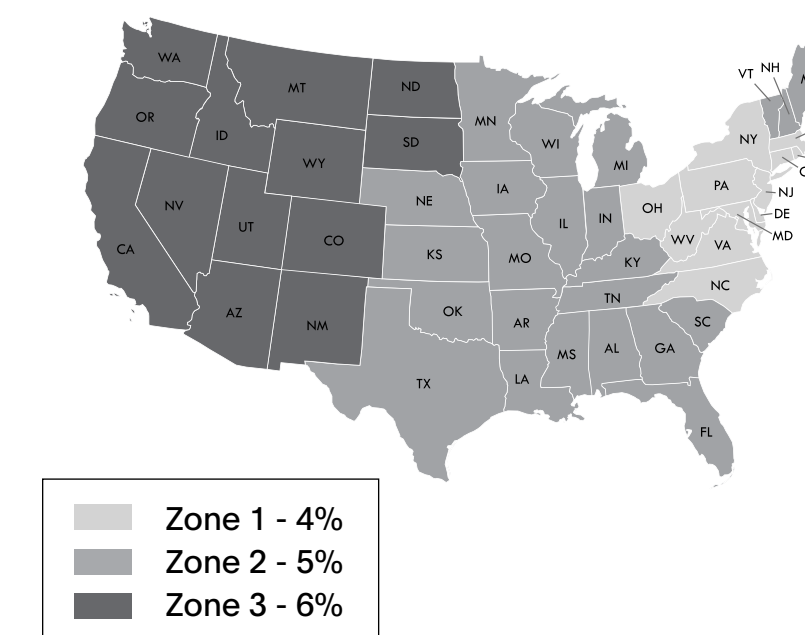 WA
MT
ND
MN
VT
NH
OR
ID
SD
WI
MI
NY
WY
NE
IA
PA
NJ
NV
UT
CO
IL
IN
OH
DE
MD
CA
KS
MO
KY
WV
VA
AZ
NM
OK
AR
TN
NC
SC
TX
LA
MS
AL
GA
FL
Zone 1 - 4%
Zone 2 - 5%
Zone 3 - 6%